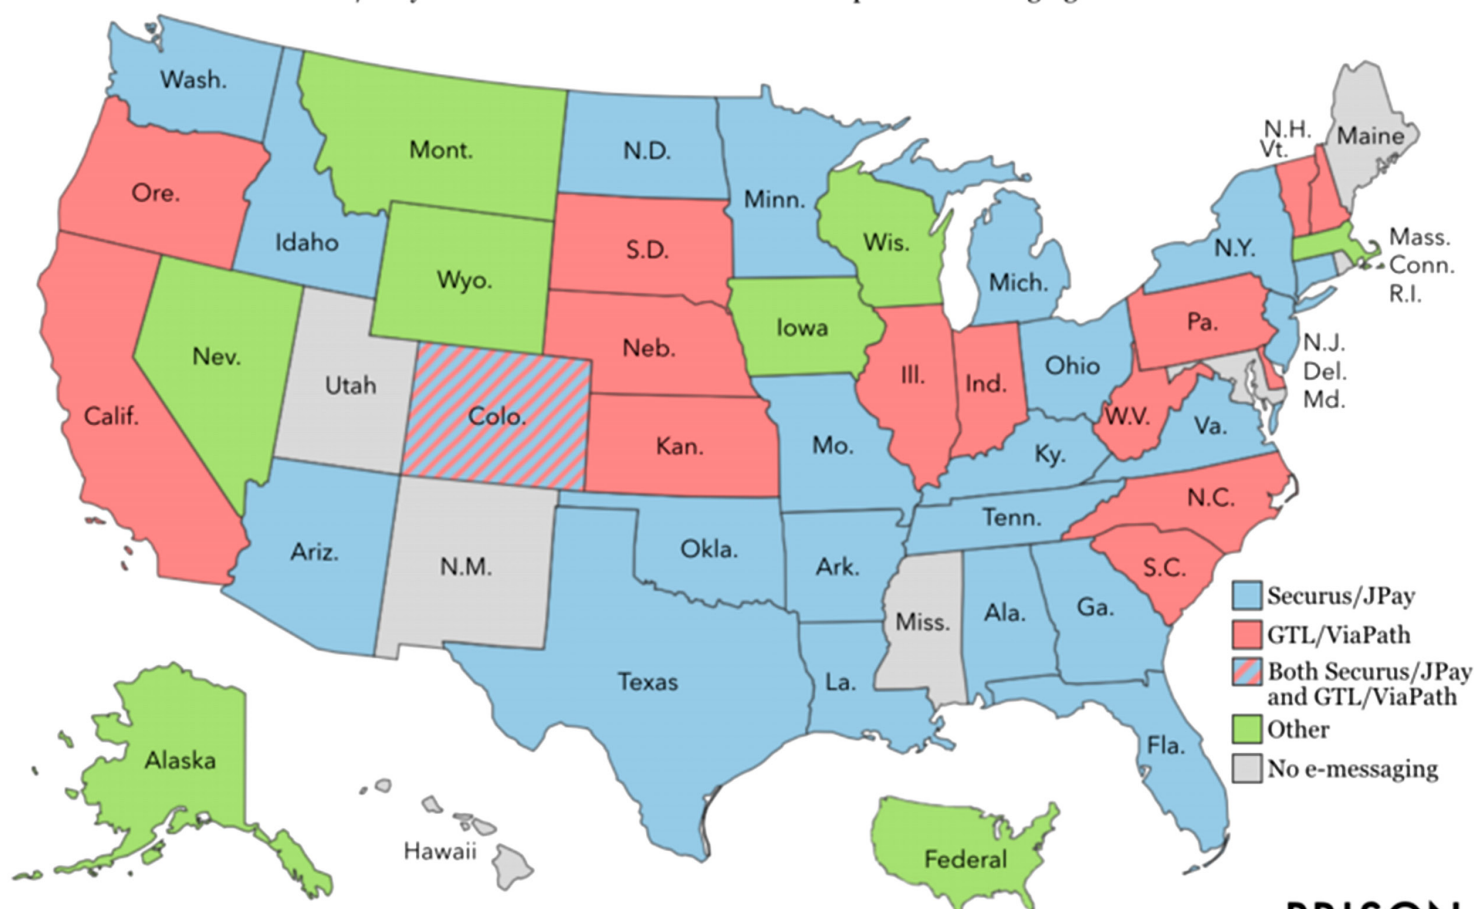 Wash.
Mont.
N.D.
Minn.
Ore.
Idaho
Wyo.
S.D.
Wis.
Mich.
N.Y.
N.H.
Vt.
Maine
Mass.
Conn.
R.I.
Nev.
Utah
Colo.
Neb.
Iowa
Ill.
Ind.
Ohio
Pa.
N.J.
Del.
Md.
Calif.
Kan.
Mo.
Ky.
W.V.
Va.
Ariz.
N.M.
Okla.
Ark.
Tenn.
N.C.
S.C.
Texas
La.
Miss.
Ala.
Ga.
Fla.
Alaska
Hawaii
Federal
Securus/JPay
GTL/ViaPath
Both Securus/JPay
and GTL/ViaPath
Other
No e-messaging
PRISON